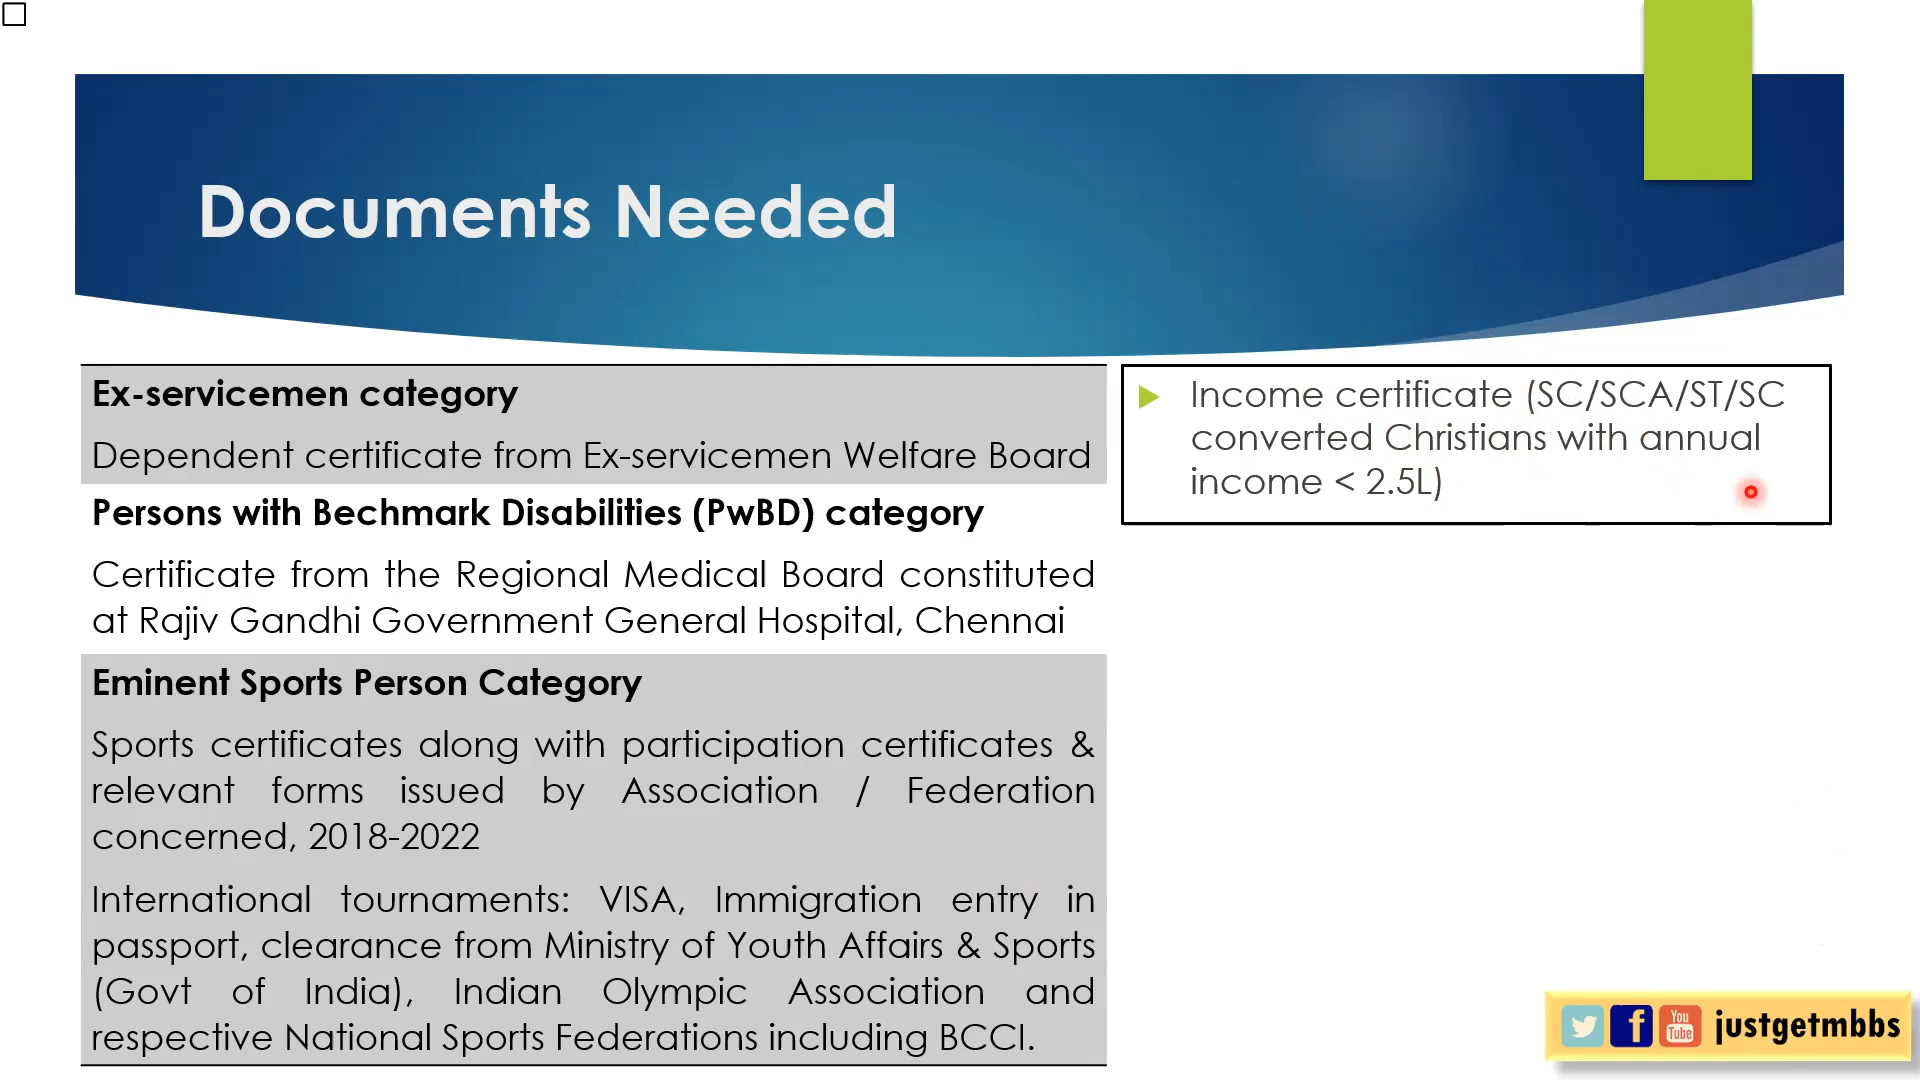 Documents Needed
Ex-servicemen category
Dependent certificate from Ex-servicemen Welfare Board
Persons with Bechmark Disabilities (PwBD) category
Certificate from the Regional Medical Board constituted
at Rajiv Gandhi Government General Hospital, Chennai
Eminent Sports Person Category
Sports certificates along with participation certificates &
relevant forms issued by Association / Federation
concerned, 2018-2022
International tournaments: VISA, Immigration entry in
passport, clearance from Ministry of Youth Affairs & Sports
(Govt of India), Indian Olympic Association and
respective National Sports Federations including BCCI.
Income certificate (SC/SCA/ST/SC
converted Christians with annual
income < 2.5L)
You
Tube
justgetmbbs